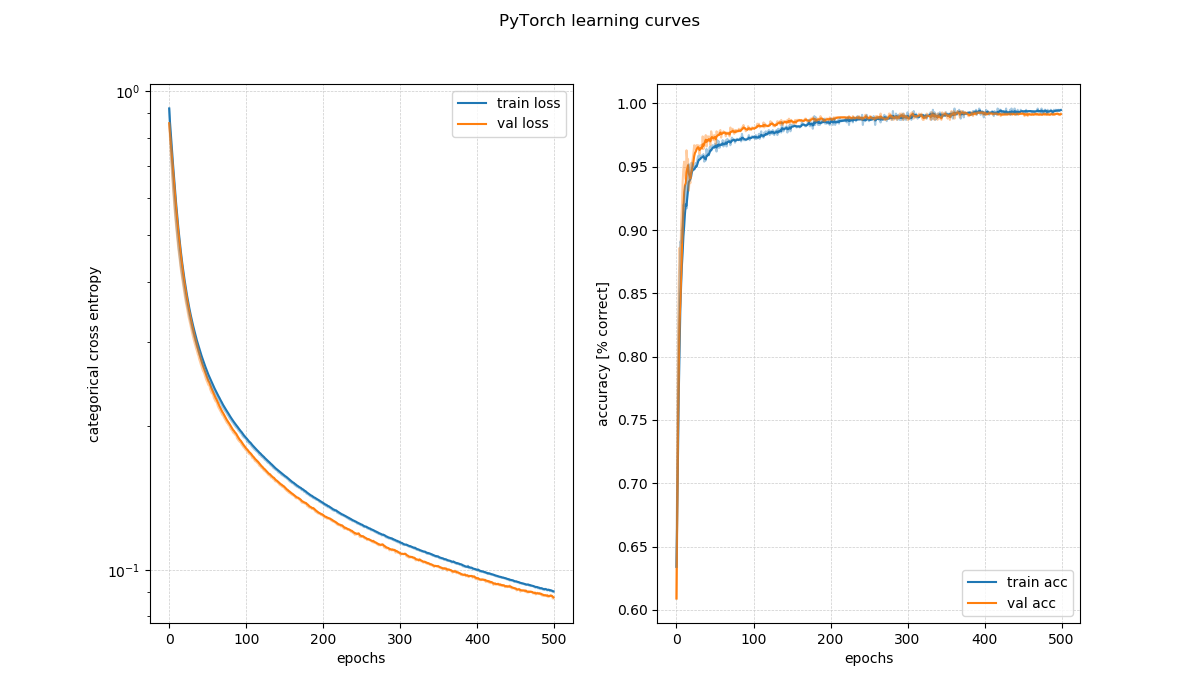 PyTorch learning curves
10⁰
10⁻¹
categorical cross entropy
train loss
val loss
0 100 200 300 400 500
epochs
1.00
0.95
0.90
0.85
0.80
0.75
0.70
0.65
0.60
accuracy [% correct]
train acc
val acc
0 100 200 300 400 500
epochs